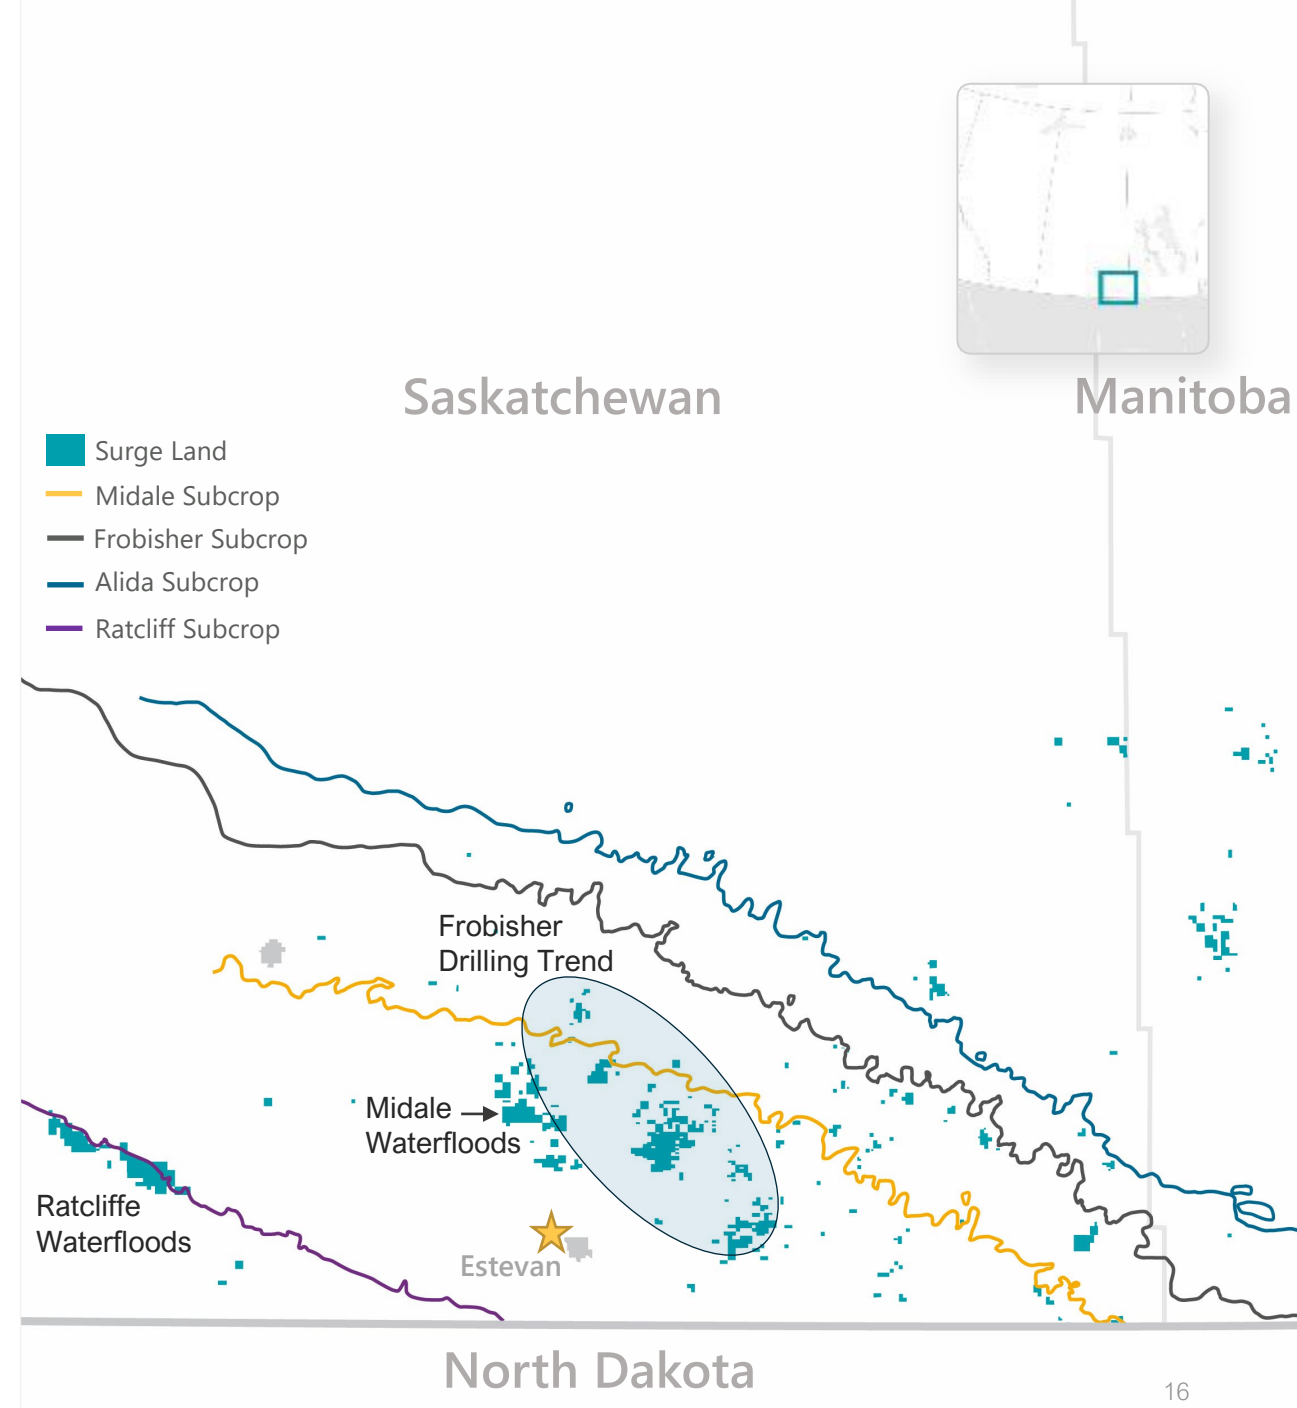 Saskatchewan
Manitoba
Surge Land
Midale Subcrop
Frobisher Subcrop
Alida Subcrop
Ratcliff Subcrop
Frobisher
Drilling Trend
Midale
Waterfloods
Ratcliffe
Waterfloods
Estevan
North Dakota
16